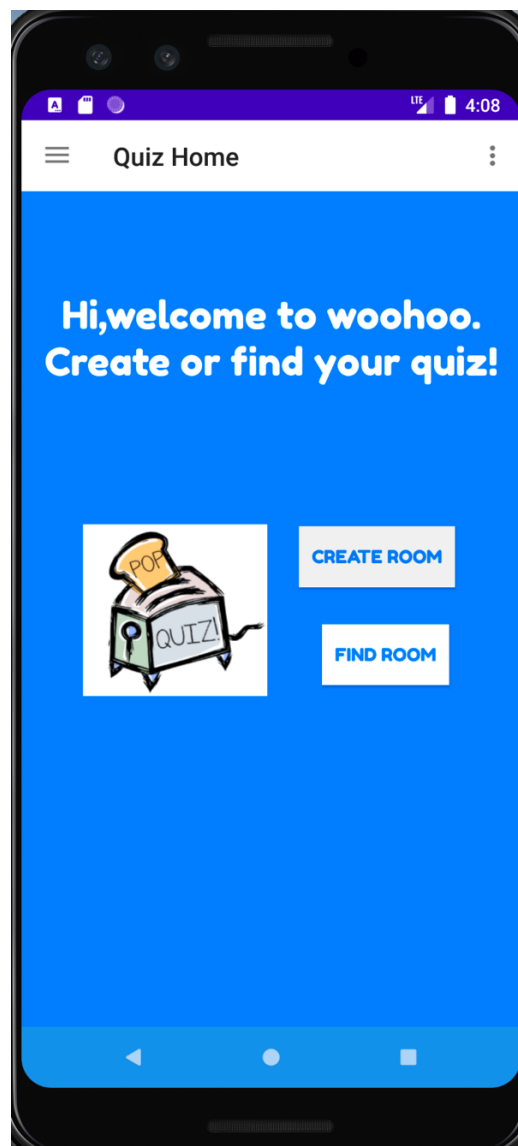 LTE 4:08
Quiz Home
Hi,welcome to woohoo.
Create or find your quiz!
POP
QUIZ!
CREATE ROOM
FIND ROOM